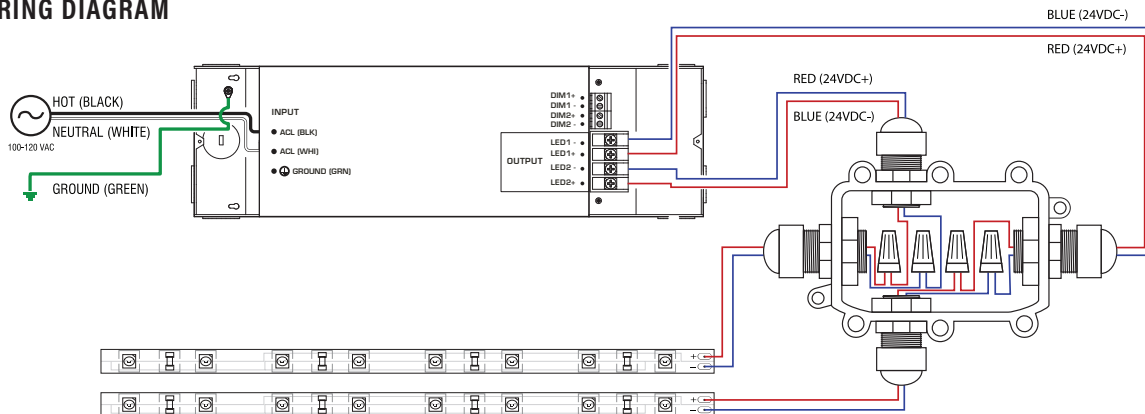 RING DIAGRAM
BLUE (24VDC-)
RED (24VDC+)
RED (24VDC+)
BLUE (24VDC-)
HOT (BLACK)
NEUTRAL (WHITE)
100-120 VAC
GROUND (GREEN)
INPUT
ACL (BLK)
ACL (WHI)
GROUND (GRN)
DIM1+
DIM1 -
DIM2+
DIM2 -
OUTPUT
LED1 -
LED1+
LED2 -
LED2+
+
−
+
−